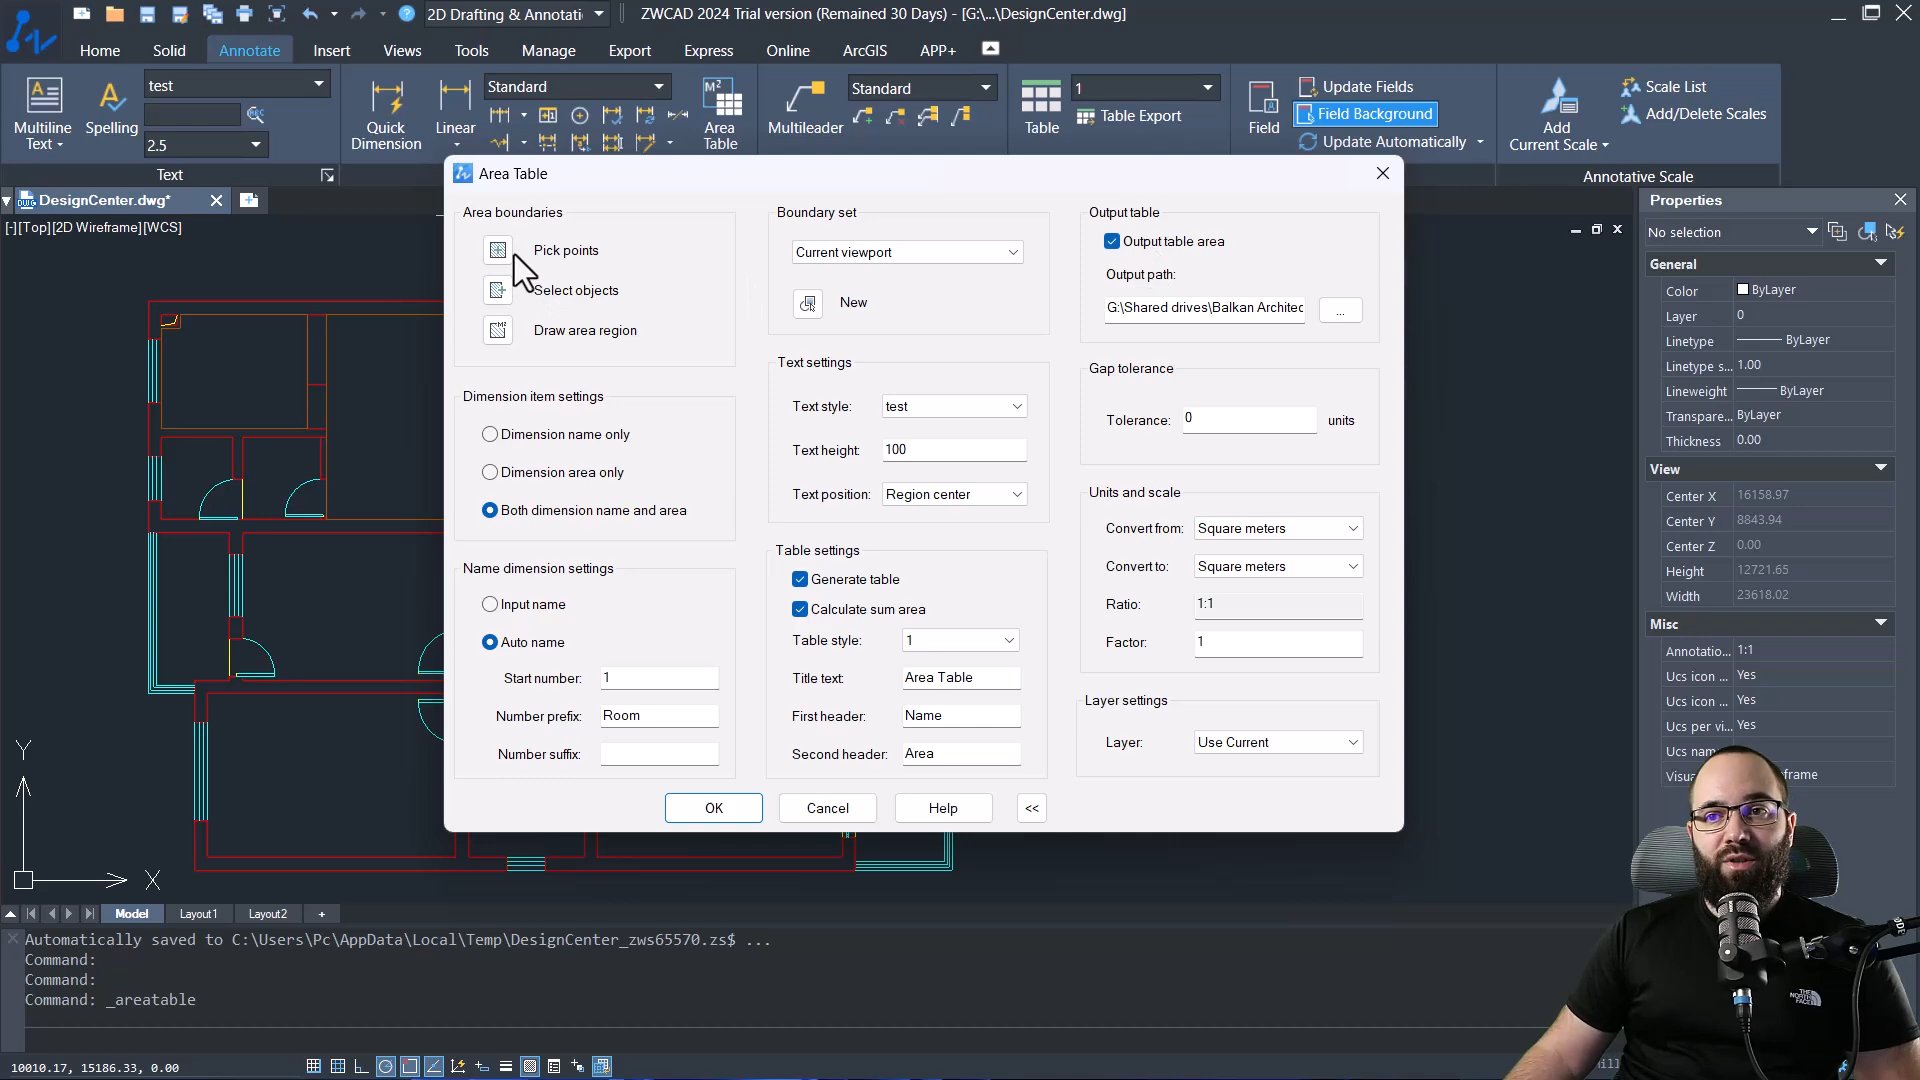 2D Drafting & Annotati
ZWCAD 2024 Trial version (Remained 30 Days) - [G:\...\DesignCenter.dwg]
Home Solid Annotate Insert Views Tools Manage Export Express Online ArcGIS APP+
test
2.5
Multiline Text
Spelling
Text
Quick Dimension
Linear
Standard
M²
Area Table
Multileader
Standard
Table
1
Table Export
Field
Update Fields
Field Background
Update Automatically
Add Current Scale
Scale List
Add/Delete Scales
Annotative Scale
DesignCenter.dwg*
[-][Top][2D Wireframe][WCS]
Area Table
Area boundaries
Pick points
Select objects
Draw area region
Dimension item settings
Dimension name only
Dimension area only
Both dimension name and area
Name dimension settings
Input name
Auto name
Start number: 1
Number prefix: Room
Number suffix:
Boundary set
Current viewport
New
Text settings
Text style: test
Text height: 100
Text position: Region center
Table settings
Generate table
Calculate sum area
Table style: 1
Title text: Area Table
First header: Name
Second header: Area
Output table
Output table area
Output path:
G:\Shared drives\Balkan Architec
...
Gap tolerance
Tolerance: 0 units
Units and scale
Convert from: Square meters
Convert to: Square meters
Ratio: 1:1
Factor: 1
Layer settings
Layer: Use Current
OK Cancel Help <<
Properties
No selection
General
Color ByLayer
Layer 0
Linetype ByLayer
Linetype s... 1.00
Lineweight ByLayer
Transpare... ByLayer
Thickness 0.00
View
Center X 16158.97
Center Y 8843.94
Center Z 0.00
Height 12721.65
Width 23618.02
Misc
Annotatio... 1:1
Ucs icon ... Yes
Ucs icon ... Yes
Ucs per vi... Yes
Ucs nam
Visua
Y
X
Model Layout1 Layout2 +
Automatically saved to C:\Users\Pc\AppData\Local\Temp\DesignCenter_zws65570.zs$ ...
Command:
Command:
Command: _areatable
10010.17, 15186.33, 0.00
THE NORTH FACE